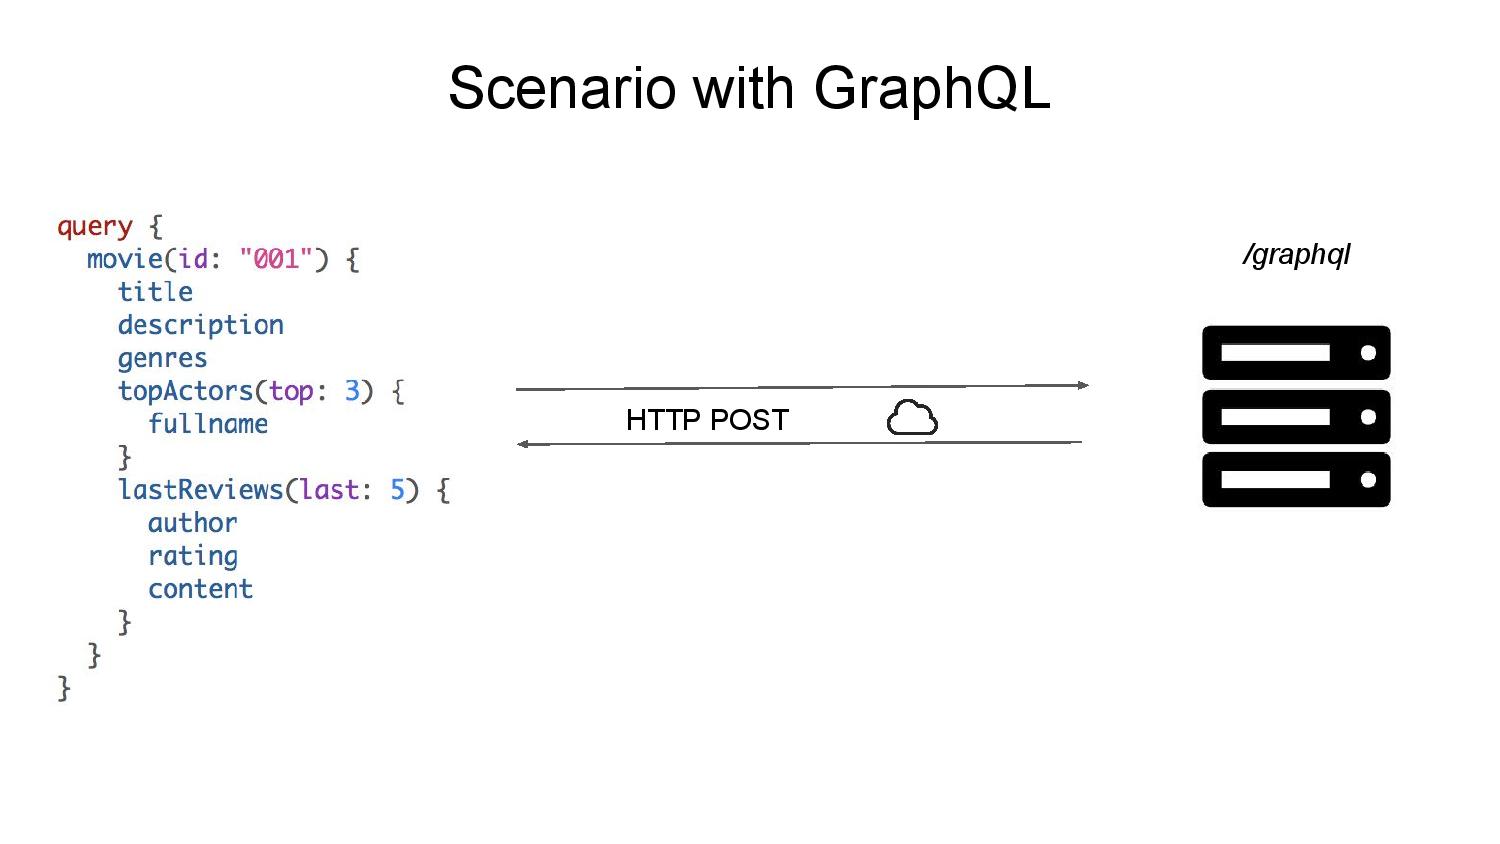 Scenario with GraphQL
query {
  movie(id: "001") {
    title
    description
    genres
    topActors(top: 3) {
      fullname
    }
    lastReviews(last: 5) {
      author
      rating
      content
    }
  }
}
HTTP POST
/graphql